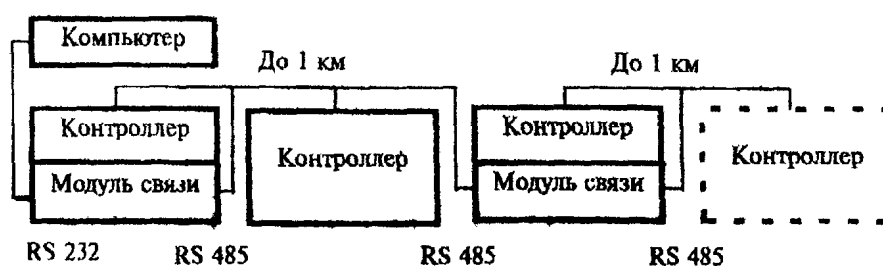 Компьютер
До 1 км
До 1 км
Контроллер
Контроллер
Контроллер
Контроллер
Модуль связи
Модуль связи
RS 232
RS 485
RS 485
RS 485